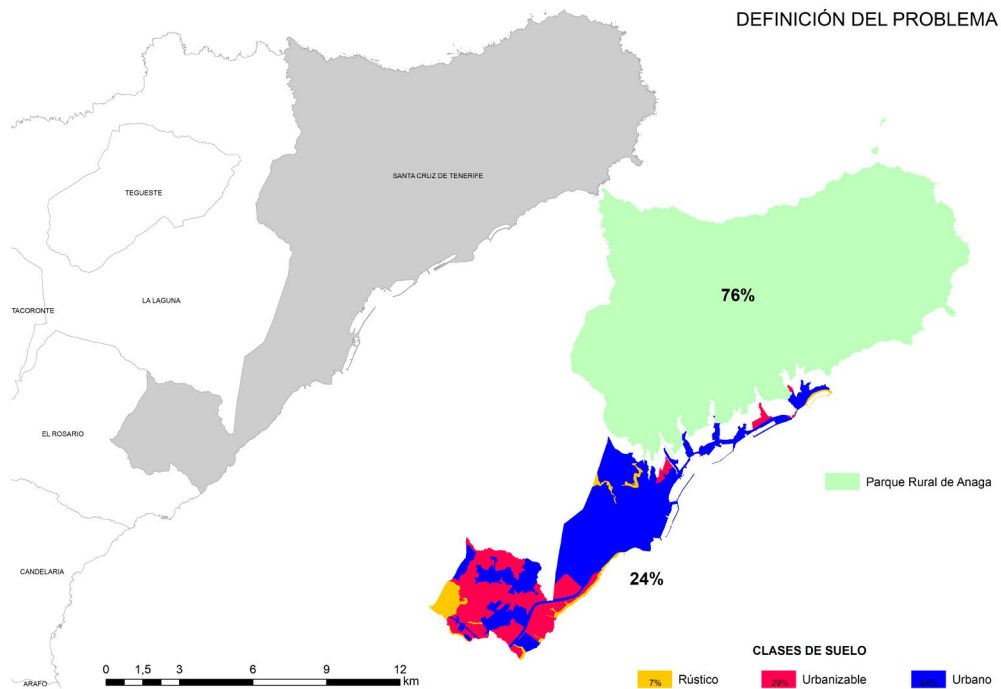 DEFINICIÓN DEL PROBLEMA
SANTA CRUZ DE TENERIFE
TEGUESTE
LA LAGUNA
TACORONTE
76%
EL ROSARIO
Parque Rural de Anaga
CANDELARIA
24%
CLASES DE SUELO
0 1,5 3 6 9 12
km
7% Rústico
29% Urbanizable
64% Urbano
ARAFO